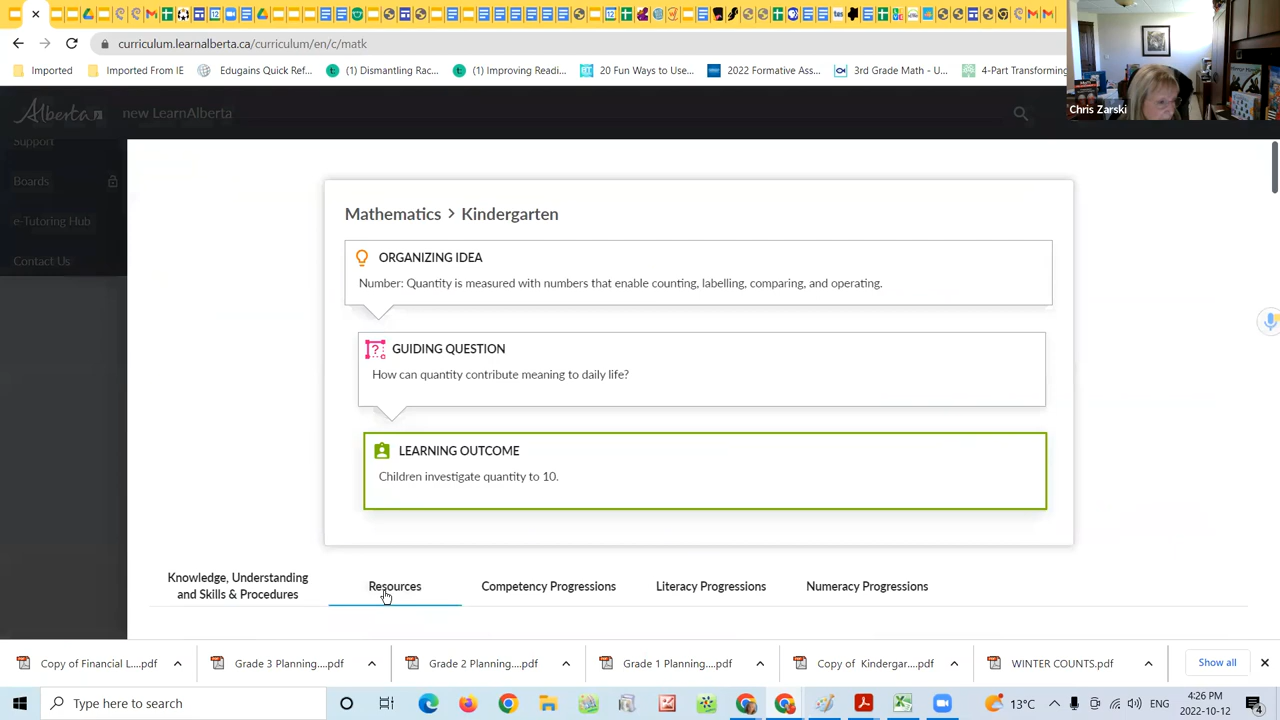 curriculum.learnalberta.ca/curriculum/en/c/matk
Imported
Imported From IE
Edugains Quick Ref...
(1) Dismantling Rac...
(1) Improving Readi...
20 Fun Ways to Use...
2022 Formative Ass...
3rd Grade Math - U...
4-Part Transforming
Chris Zarski
Alberta
new LearnAlberta
Support
Boards
e-Tutoring Hub
Contact Us
Mathematics > Kindergarten
ORGANIZING IDEA
Number: Quantity is measured with numbers that enable counting, labelling, comparing, and operating.
GUIDING QUESTION
How can quantity contribute meaning to daily life?
LEARNING OUTCOME
Children investigate quantity to 10.
Knowledge, Understanding
and Skills & Procedures
Resources
Competency Progressions
Literacy Progressions
Numeracy Progressions
Copy of Financial L....pdf
Grade 3 Planning....pdf
Grade 2 Planning....pdf
Grade 1 Planning....pdf
Copy of Kindergar....pdf
WINTER COUNTS.pdf
Show all
Type here to search
13°C
ENG
4:26 PM
2022-10-12
4